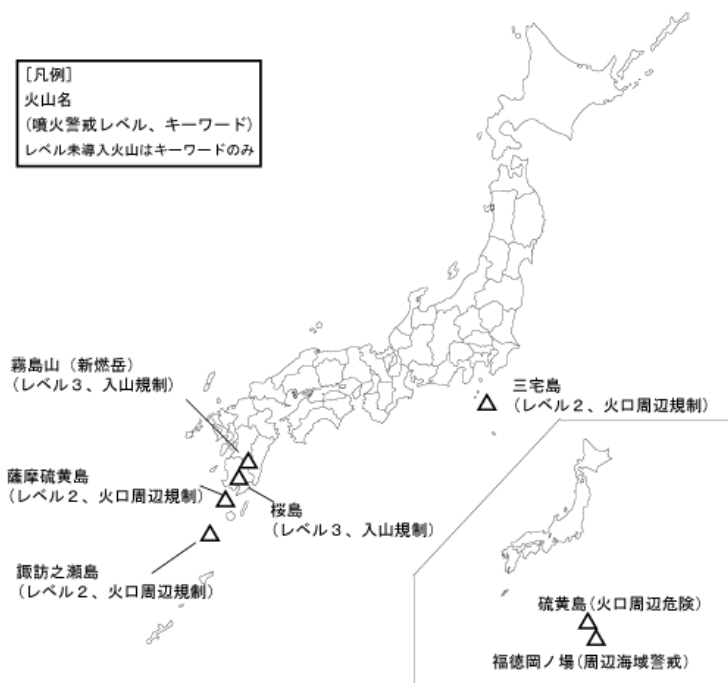 ［凡例］
火山名
（噴火警戒レベル、キーワード）
レベル未導入火山はキーワードのみ
霧島山（新燃岳）
（レベル３、入山規制）
三宅島
（レベル２、火口周辺規制）
薩摩硫黄島
（レベル２、火口周辺規制）
桜島
（レベル３、入山規制）
諏訪之瀬島
（レベル２、火口周辺規制）
硫黄島(火口周辺危険)
福徳岡ノ場(周辺海域警戒)